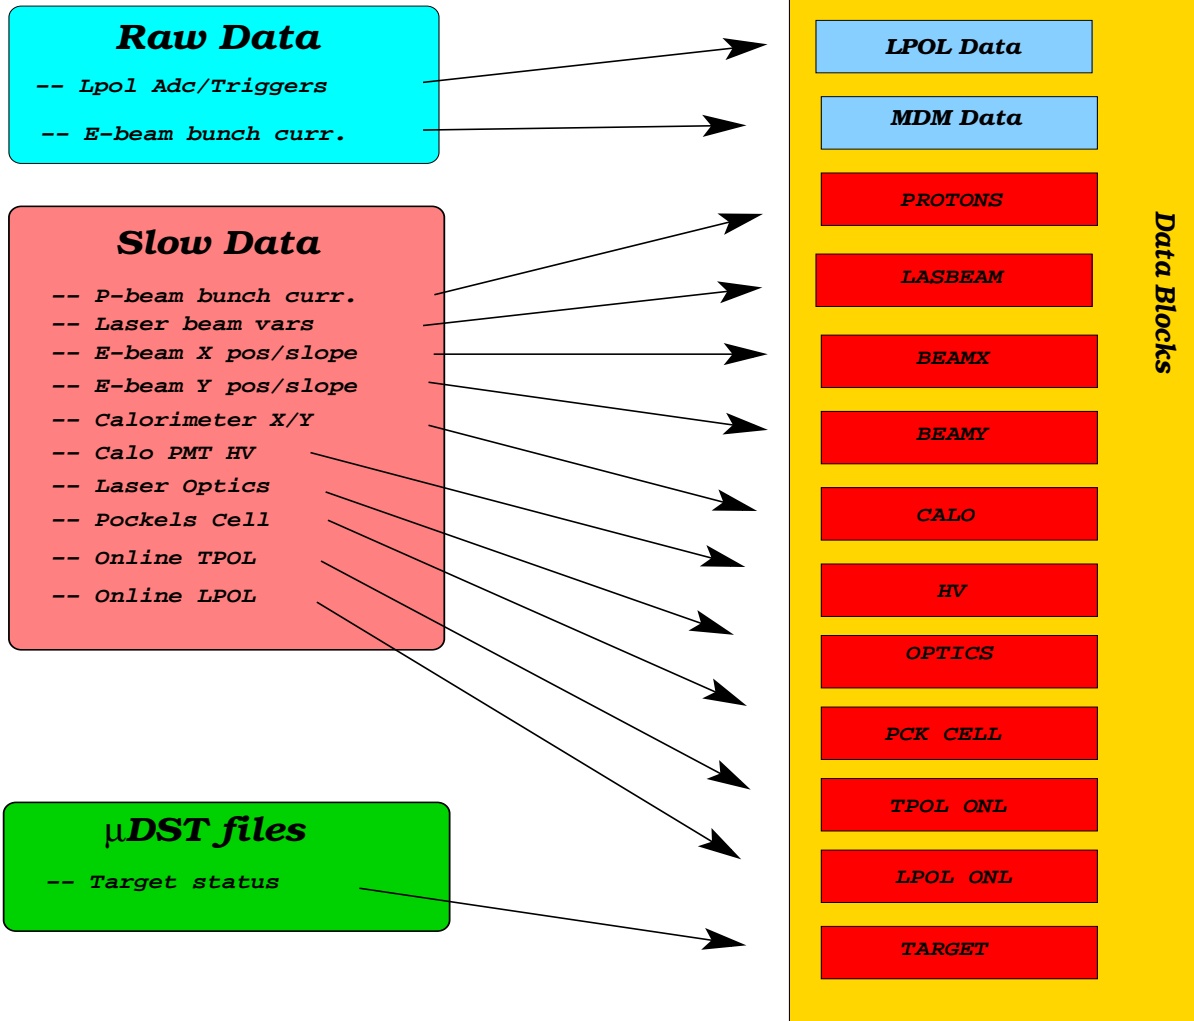 Raw Data
-- Lpol Adc/Triggers
-- E-beam bunch curr.
Slow Data
-- P-beam bunch curr.
-- Laser beam vars
-- E-beam X pos/slope
-- E-beam Y pos/slope
-- Calorimeter X/Y
-- Calo PMT HV
-- Laser Optics
-- Pockels Cell
-- Online TPOL
-- Online LPOL
μDST files
-- Target status
LPOL Data
MDM Data
PROTONS
LASBEAM
BEAMX
BEAMY
CALO
HV
OPTICS
PCK CELL
TPOL ONL
LPOL ONL
TARGET
Data Blocks